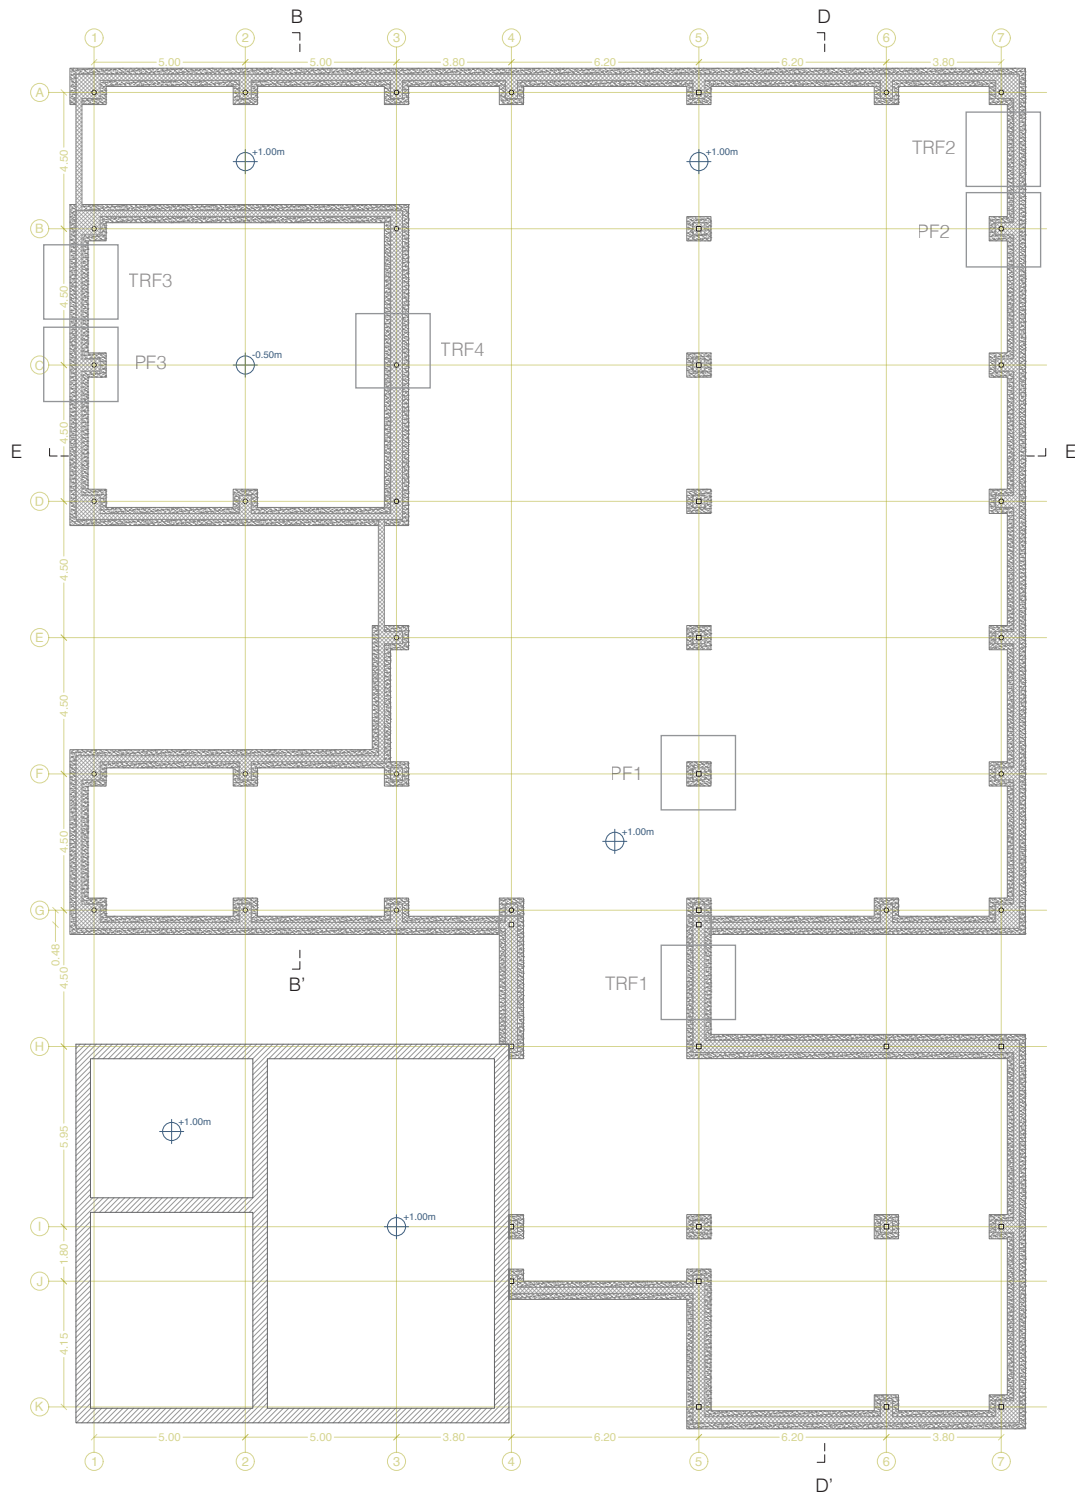 B D
1 2 3 4 5 6 7
5.00 5.00 3.80 6.20 6.20 3.80
A
4.50
+1.00m +1.00m
TRF2
B
PF2
TRF3
4.50
TRF4
-0.50m
C
PF3
4.50
E E
D
4.50
E
4.50
F
PF1
4.50
+1.00m
G
0.48
4.50
B'
TRF1
H
+1.00m
5.95
+1.00m
I
1.80
J
4.15
K
5.00 5.00 3.80 6.20 6.20 3.80
1 2 3 4 5 6 7
D'